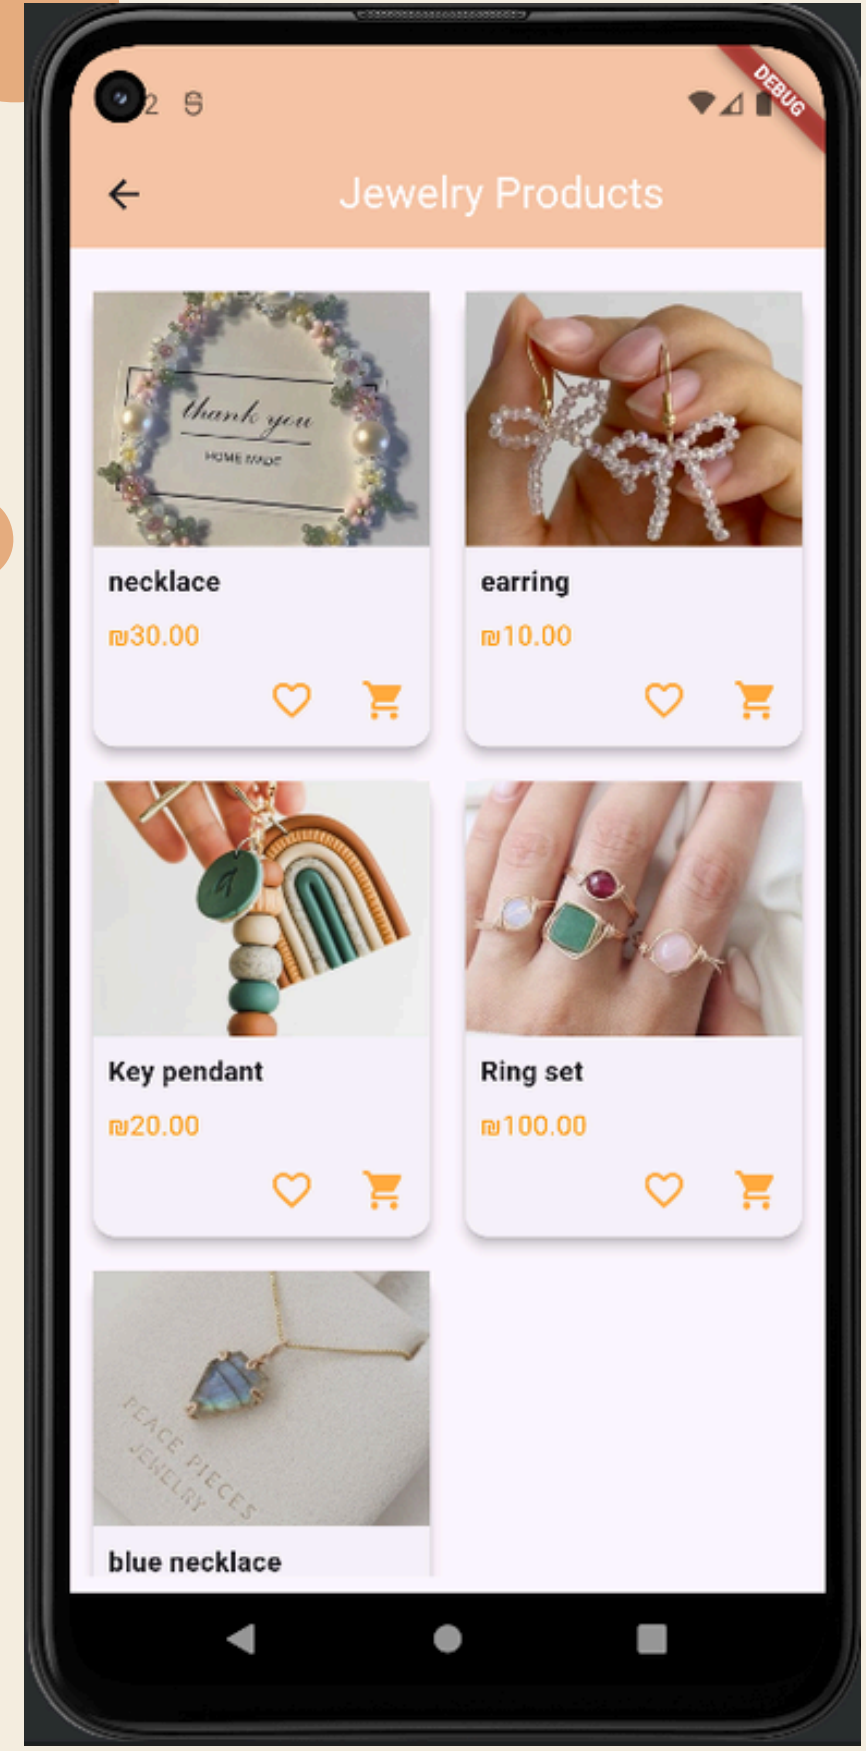 2
DEBUG
Jewelry Products
thank you
HOME MADE
necklace
earring
₪30.00
₪10.00
Key pendant
Ring set
₪20.00
₪100.00
PEACE PIECES
JEWELRY
blue necklace